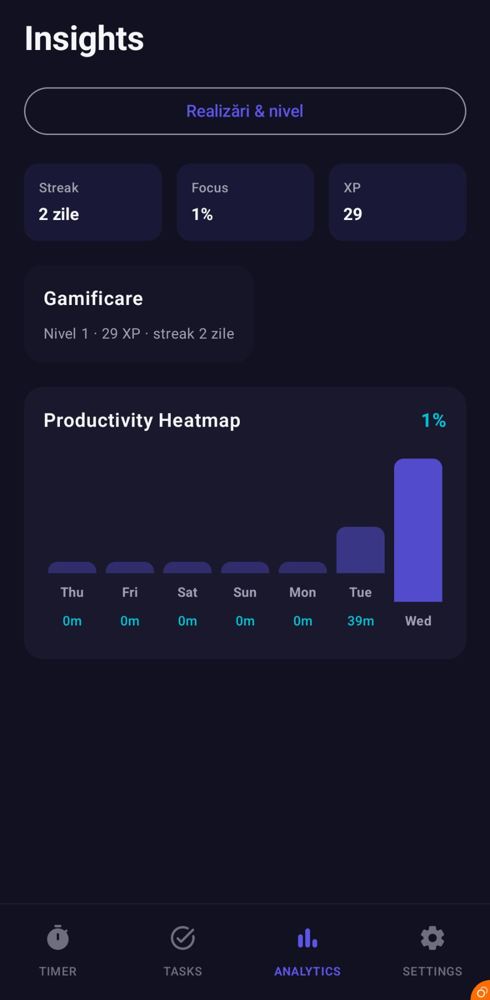 Insights
Realizări & nivel
Streak
2 zile
Focus
1%
XP
29
Gamificare
Nivel 1 · 29 XP · streak 2 zile
Productivity Heatmap
1%
Thu Fri Sat Sun Mon Tue
0m 0m 0m 0m 0m 39m Wed
TIMER TASKS ANALYTICS SETTINGS